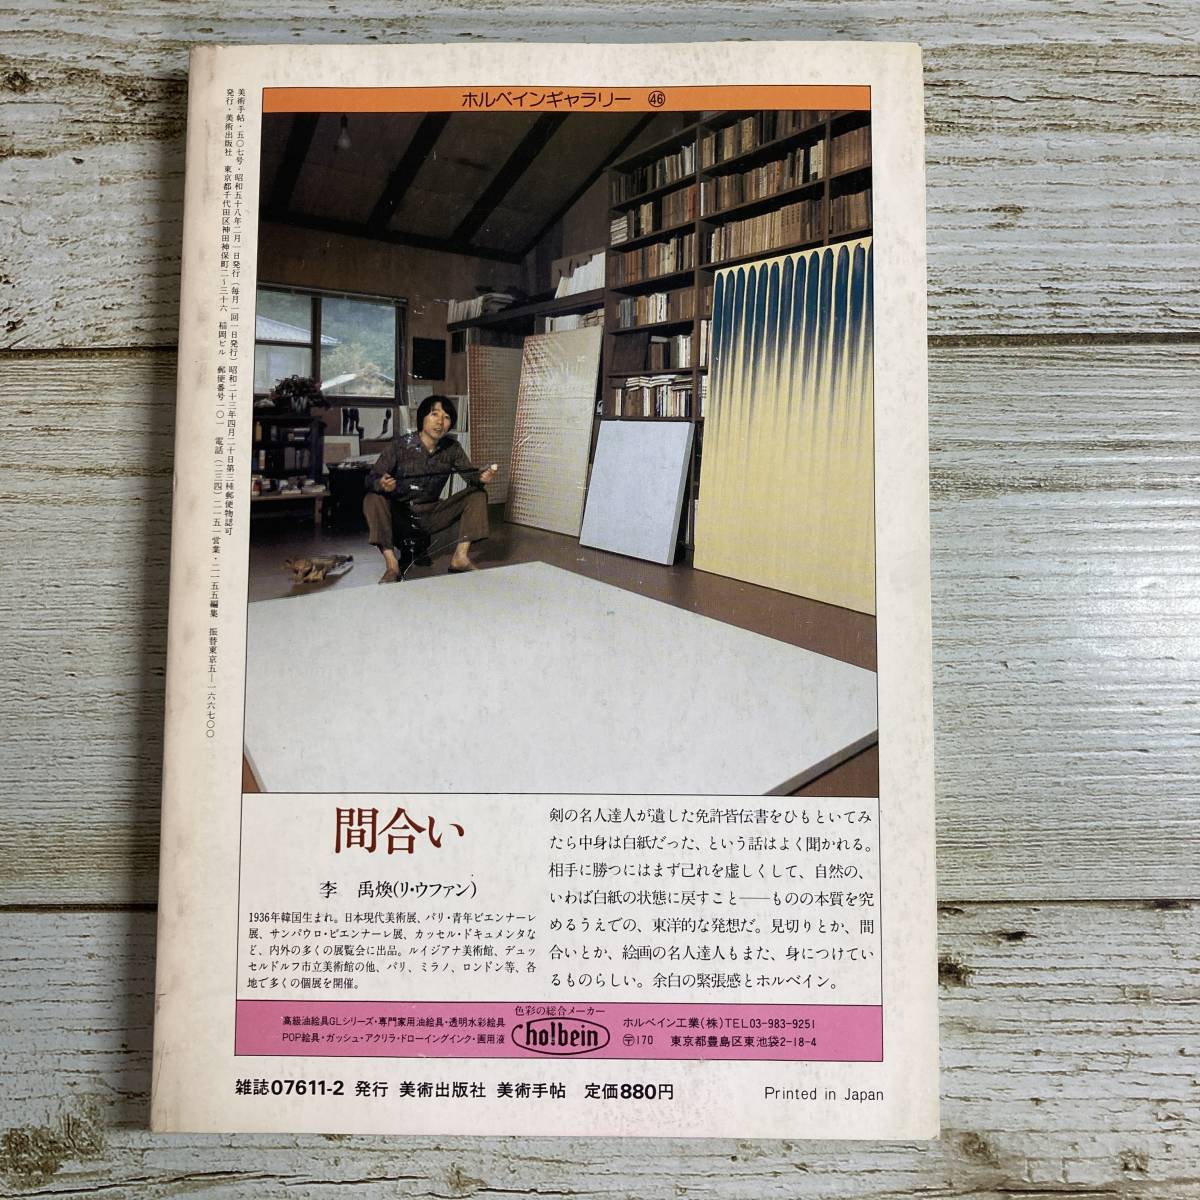 ホルベインギャラリー ㊻
美術手帖・五〇七号・昭和五十八年二月一日発行(毎月一回一日発行) 昭和二十三年四月二十日第三種郵便物認可
発行・美術出版社 東京都千代田区神田神保町二−三十六 稲岡ビル 郵便番号一〇一 電話(二三四)二一五一営業・二一五五編集 振替東京五−一六六七〇〇
間合い
李 禹煥(リ・ウファン)
1936年韓国生まれ。日本現代美術展、パリ・青年ビエンナーレ
展、サンパウロ・ビエンナーレ展、カッセル・ドキュメンタな
ど、内外の多くの展覧会に出品。ルイジアナ美術館、デュッ
セルドルフ市立美術館の他、パリ、ミラノ、ロンドン等、各
地で多くの個展を開催。
剣の名人達人が遺した免許皆伝書をひもといてみ
たら中身は白紙だった、という話はよく聞かれる。
相手に勝つにはまず己れを虚しくして、自然の、
いわば白紙の状態に戻すこと——ものの本質を究
めるうえでの、東洋的な発想だ。見切りとか、間
合いとか、絵画の名人達人もまた、身につけてい
るものらしい。余白の緊張感とホルベイン。
高級油絵具GLシリーズ・専門家用油絵具・透明水彩絵具
POP絵具・ガッシュ・アクリラ・ドローイングインク・画用液
色彩の総合メーカー
holbein
ホルベイン工業(株)TEL03-983-9251
〒170 東京都豊島区東池袋2-18-4
雑誌07611-2 発行 美術出版社 美術手帖 定価880円
Printed in Japan